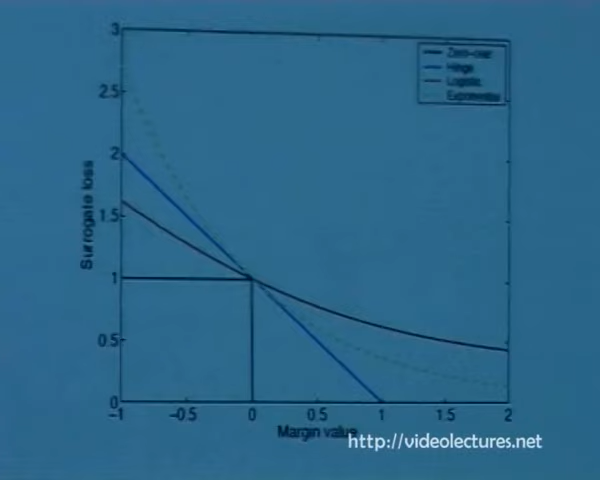 3
2.5
2
1.5
1
0.5
0
-1
-0.5
0
0.5
1
1.5
2
Surrogate loss
Margin value
Zero-one
Hinge
Logistic
Exponential
http://videolectures.net